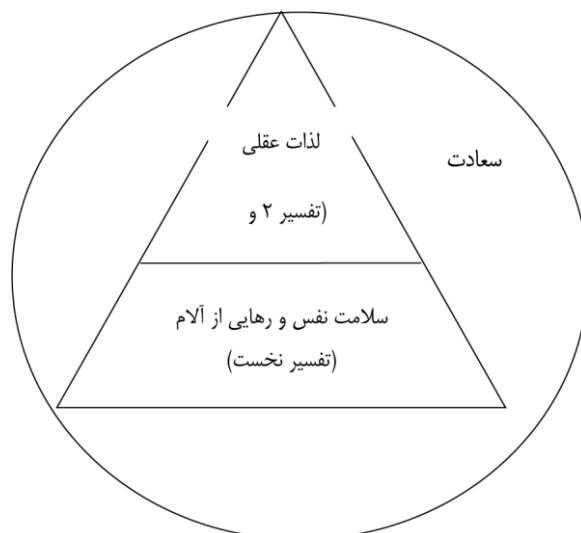 لذات عقلی
سعادت
(تفسیر ۲ و
سلامت نفس و رهایی از آلام
(تفسیر نخست)